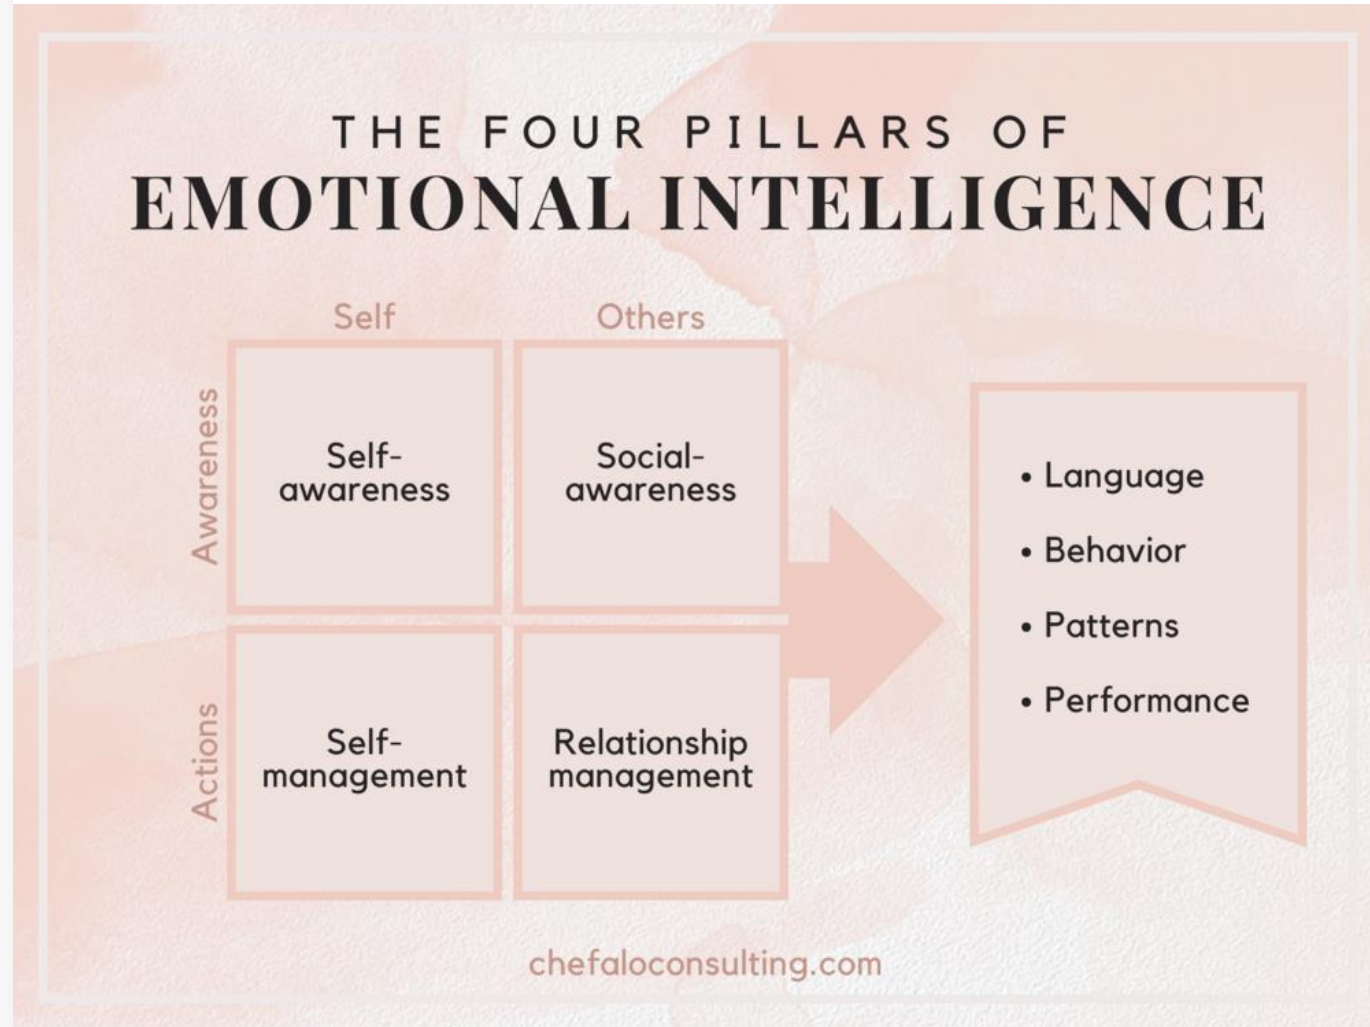 THE FOUR PILLARS OF
EMOTIONAL INTELLIGENCE
Self
Others
Awareness
Self-
awareness
Social-
awareness
Actions
Self-
management
Relationship
management
• Language
• Behavior
• Patterns
• Performance
chefaloconsulting.com